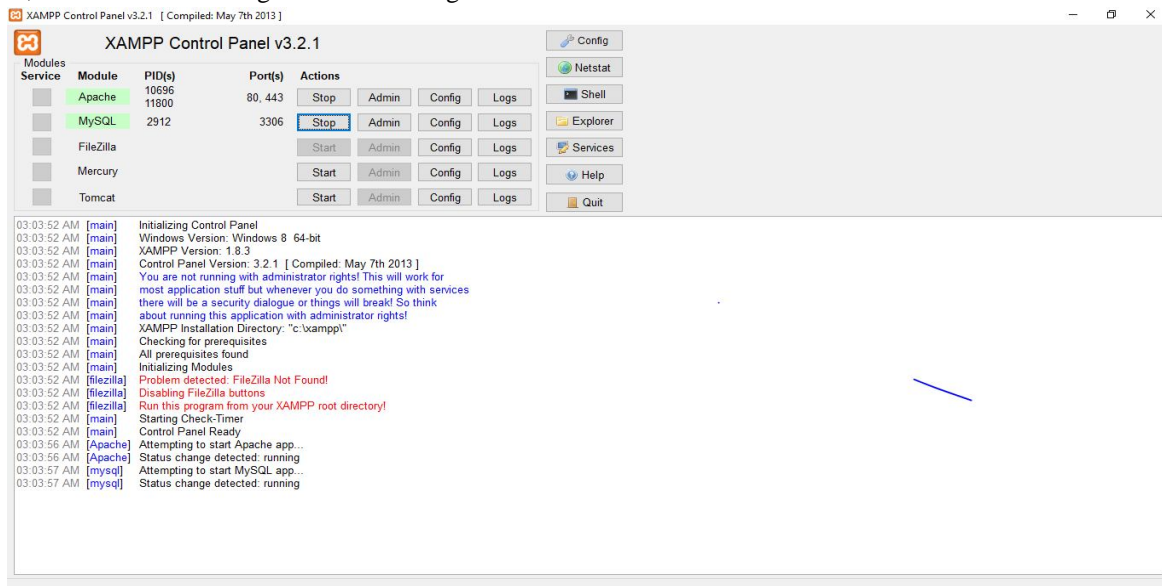 XAMPP Control Panel v3.2.1 [ Compiled: May 7th 2013 ]
XAMPP Control Panel v3.2.1
Config
Modules
Service Module PID(s) Port(s) Actions
Netstat
Apache 10696 11800 80, 443 Stop Admin Config Logs
Shell
MySQL 2912 3306 Stop Admin Config Logs
Explorer
FileZilla Start Admin Config Logs
Services
Mercury Start Admin Config Logs
Help
Tomcat Start Admin Config Logs
Quit
03:03:52 AM [main] Initializing Control Panel
03:03:52 AM [main] Windows Version: Windows 8 64-bit
03:03:52 AM [main] XAMPP Version: 1.8.3
03:03:52 AM [main] Control Panel Version: 3.2.1 [ Compiled: May 7th 2013 ]
03:03:52 AM [main] You are not running with administrator rights! This will work for
03:03:52 AM [main] most application stuff but whenever you do something with services
03:03:52 AM [main] there will be a security dialogue or things will break! So think
03:03:52 AM [main] about running this application with administrator rights!
03:03:52 AM [main] XAMPP Installation Directory: "c:\xampp\"
03:03:52 AM [main] Checking for prerequisites
03:03:52 AM [main] All prerequisites found
03:03:52 AM [main] Initializing Modules
03:03:52 AM [filezilla] Problem detected: FileZilla Not Found!
03:03:52 AM [filezilla] Disabling FileZilla buttons
03:03:52 AM [filezilla] Run this program from your XAMPP root directory!
03:03:52 AM [main] Starting Check-Timer
03:03:52 AM [main] Control Panel Ready
03:03:56 AM [Apache] Attempting to start Apache app...
03:03:56 AM [Apache] Status change detected: running
03:03:57 AM [mysql] Attempting to start MySQL app...
03:03:57 AM [mysql] Status change detected: running